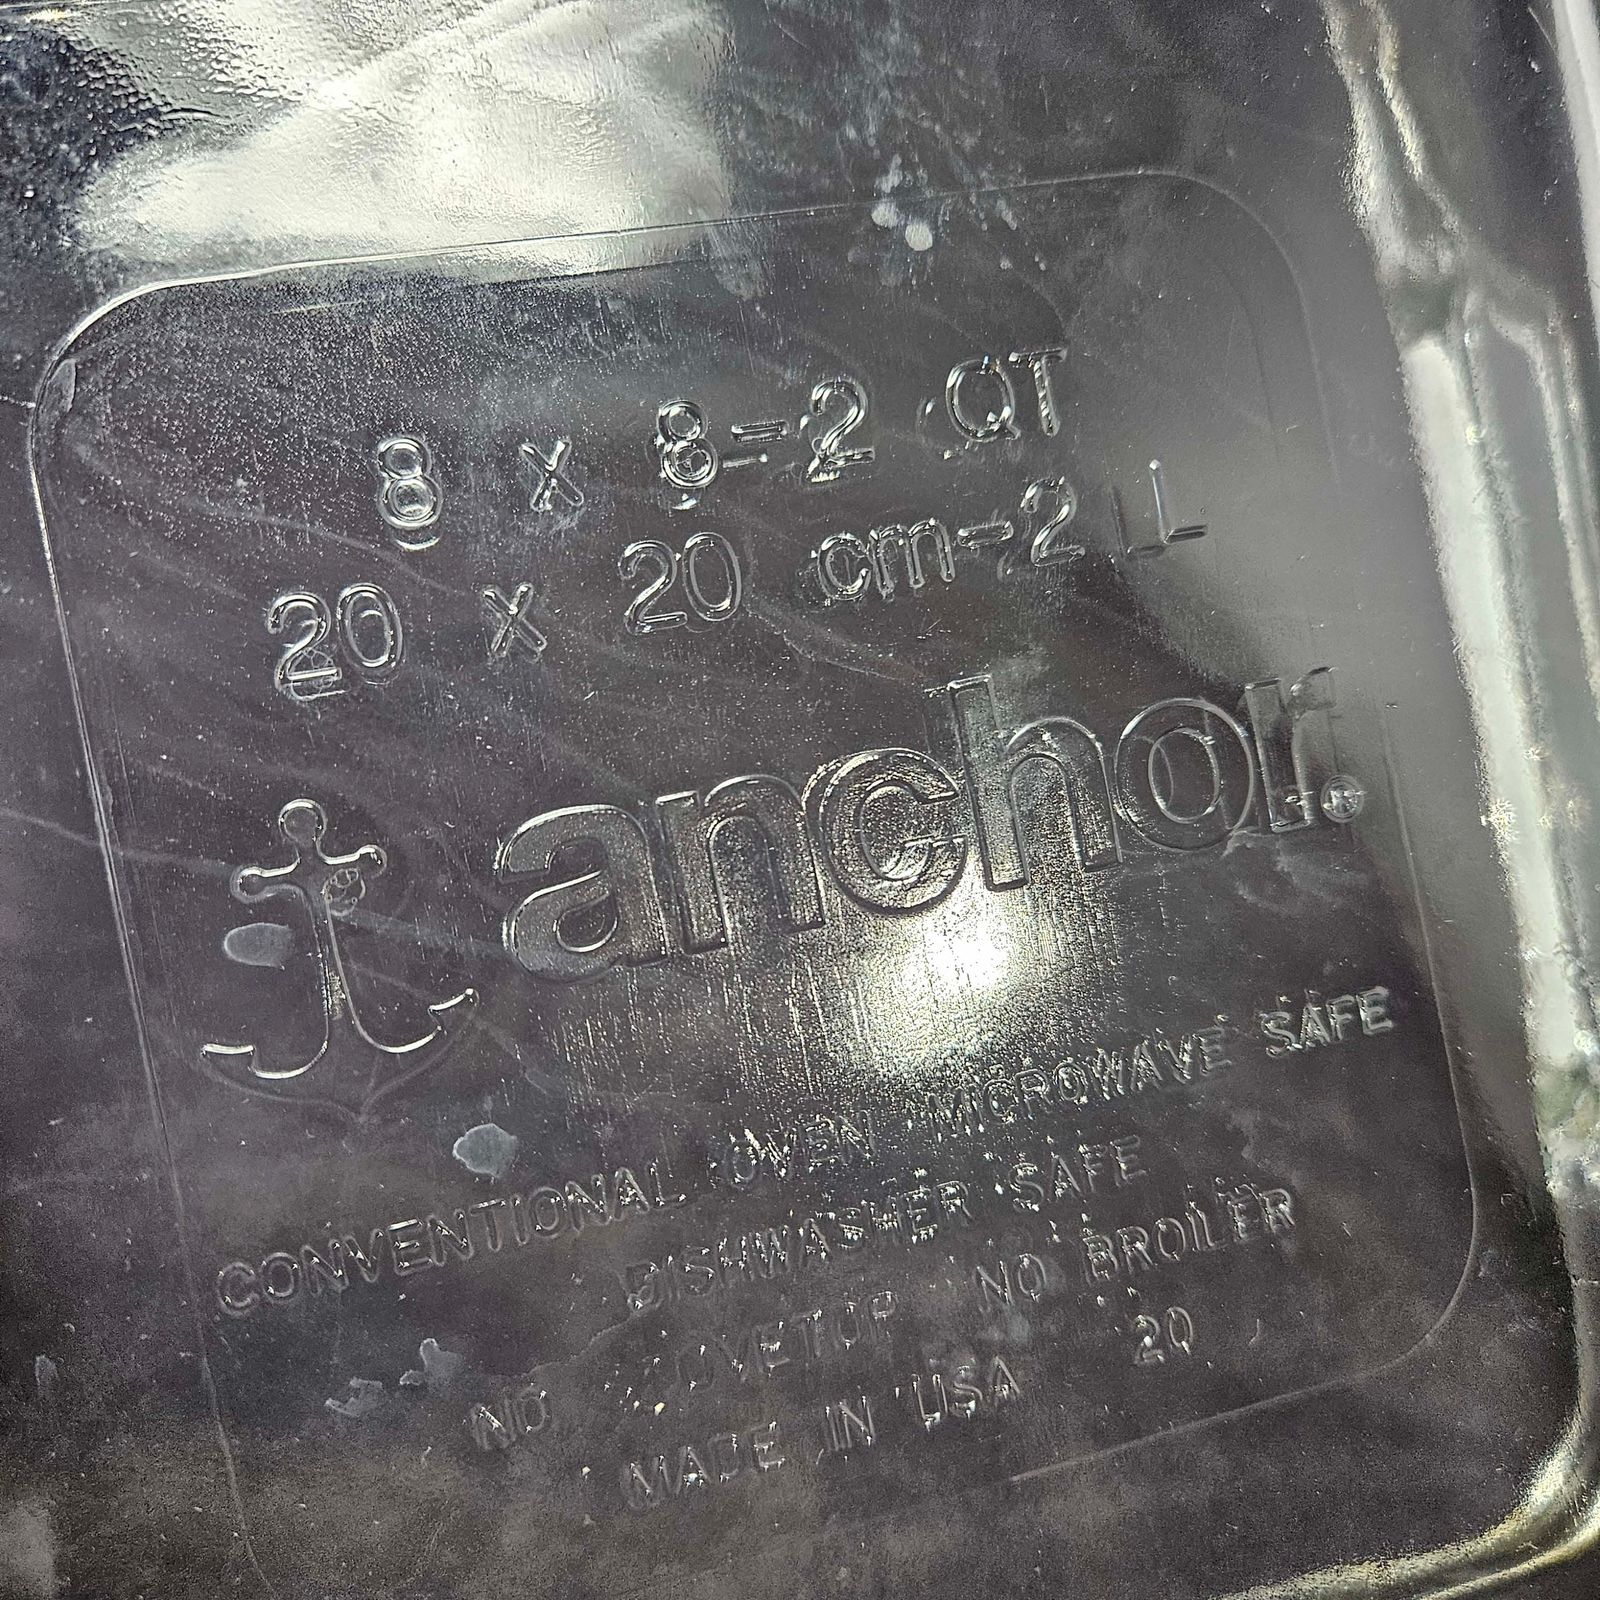 8 x 8-2 QT
20 x 20 cm-2 L
anchor®
CONVENTIONAL OVEN MICROWAVE SAFE
DISHWASHER SAFE
NO STOVETOP NO BROILER
MADE IN USA 20